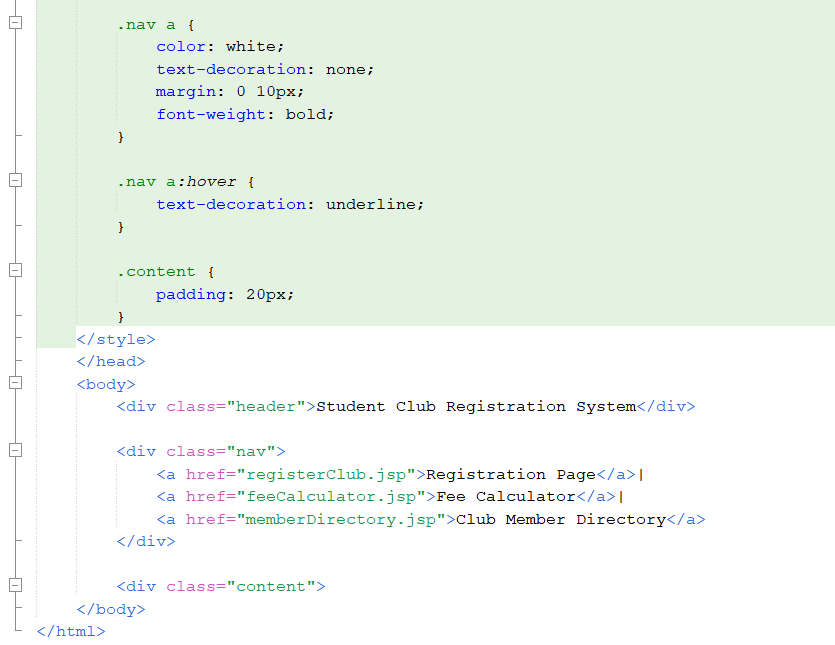 .nav a {
color: white;
text-decoration: none;
margin: 0 10px;
font-weight: bold;
}
.nav a:hover {
text-decoration: underline;
}
.content {
padding: 20px;
}
</style>
</head>
<body>
<div class="header">Student Club Registration System</div>
<div class="nav">
<a href="registerClub.jsp">Registration Page</a>|
<a href="feeCalculator.jsp">Fee Calculator</a>|
<a href="memberDirectory.jsp">Club Member Directory</a>
</div>
<div class="content">
</body>
</html>